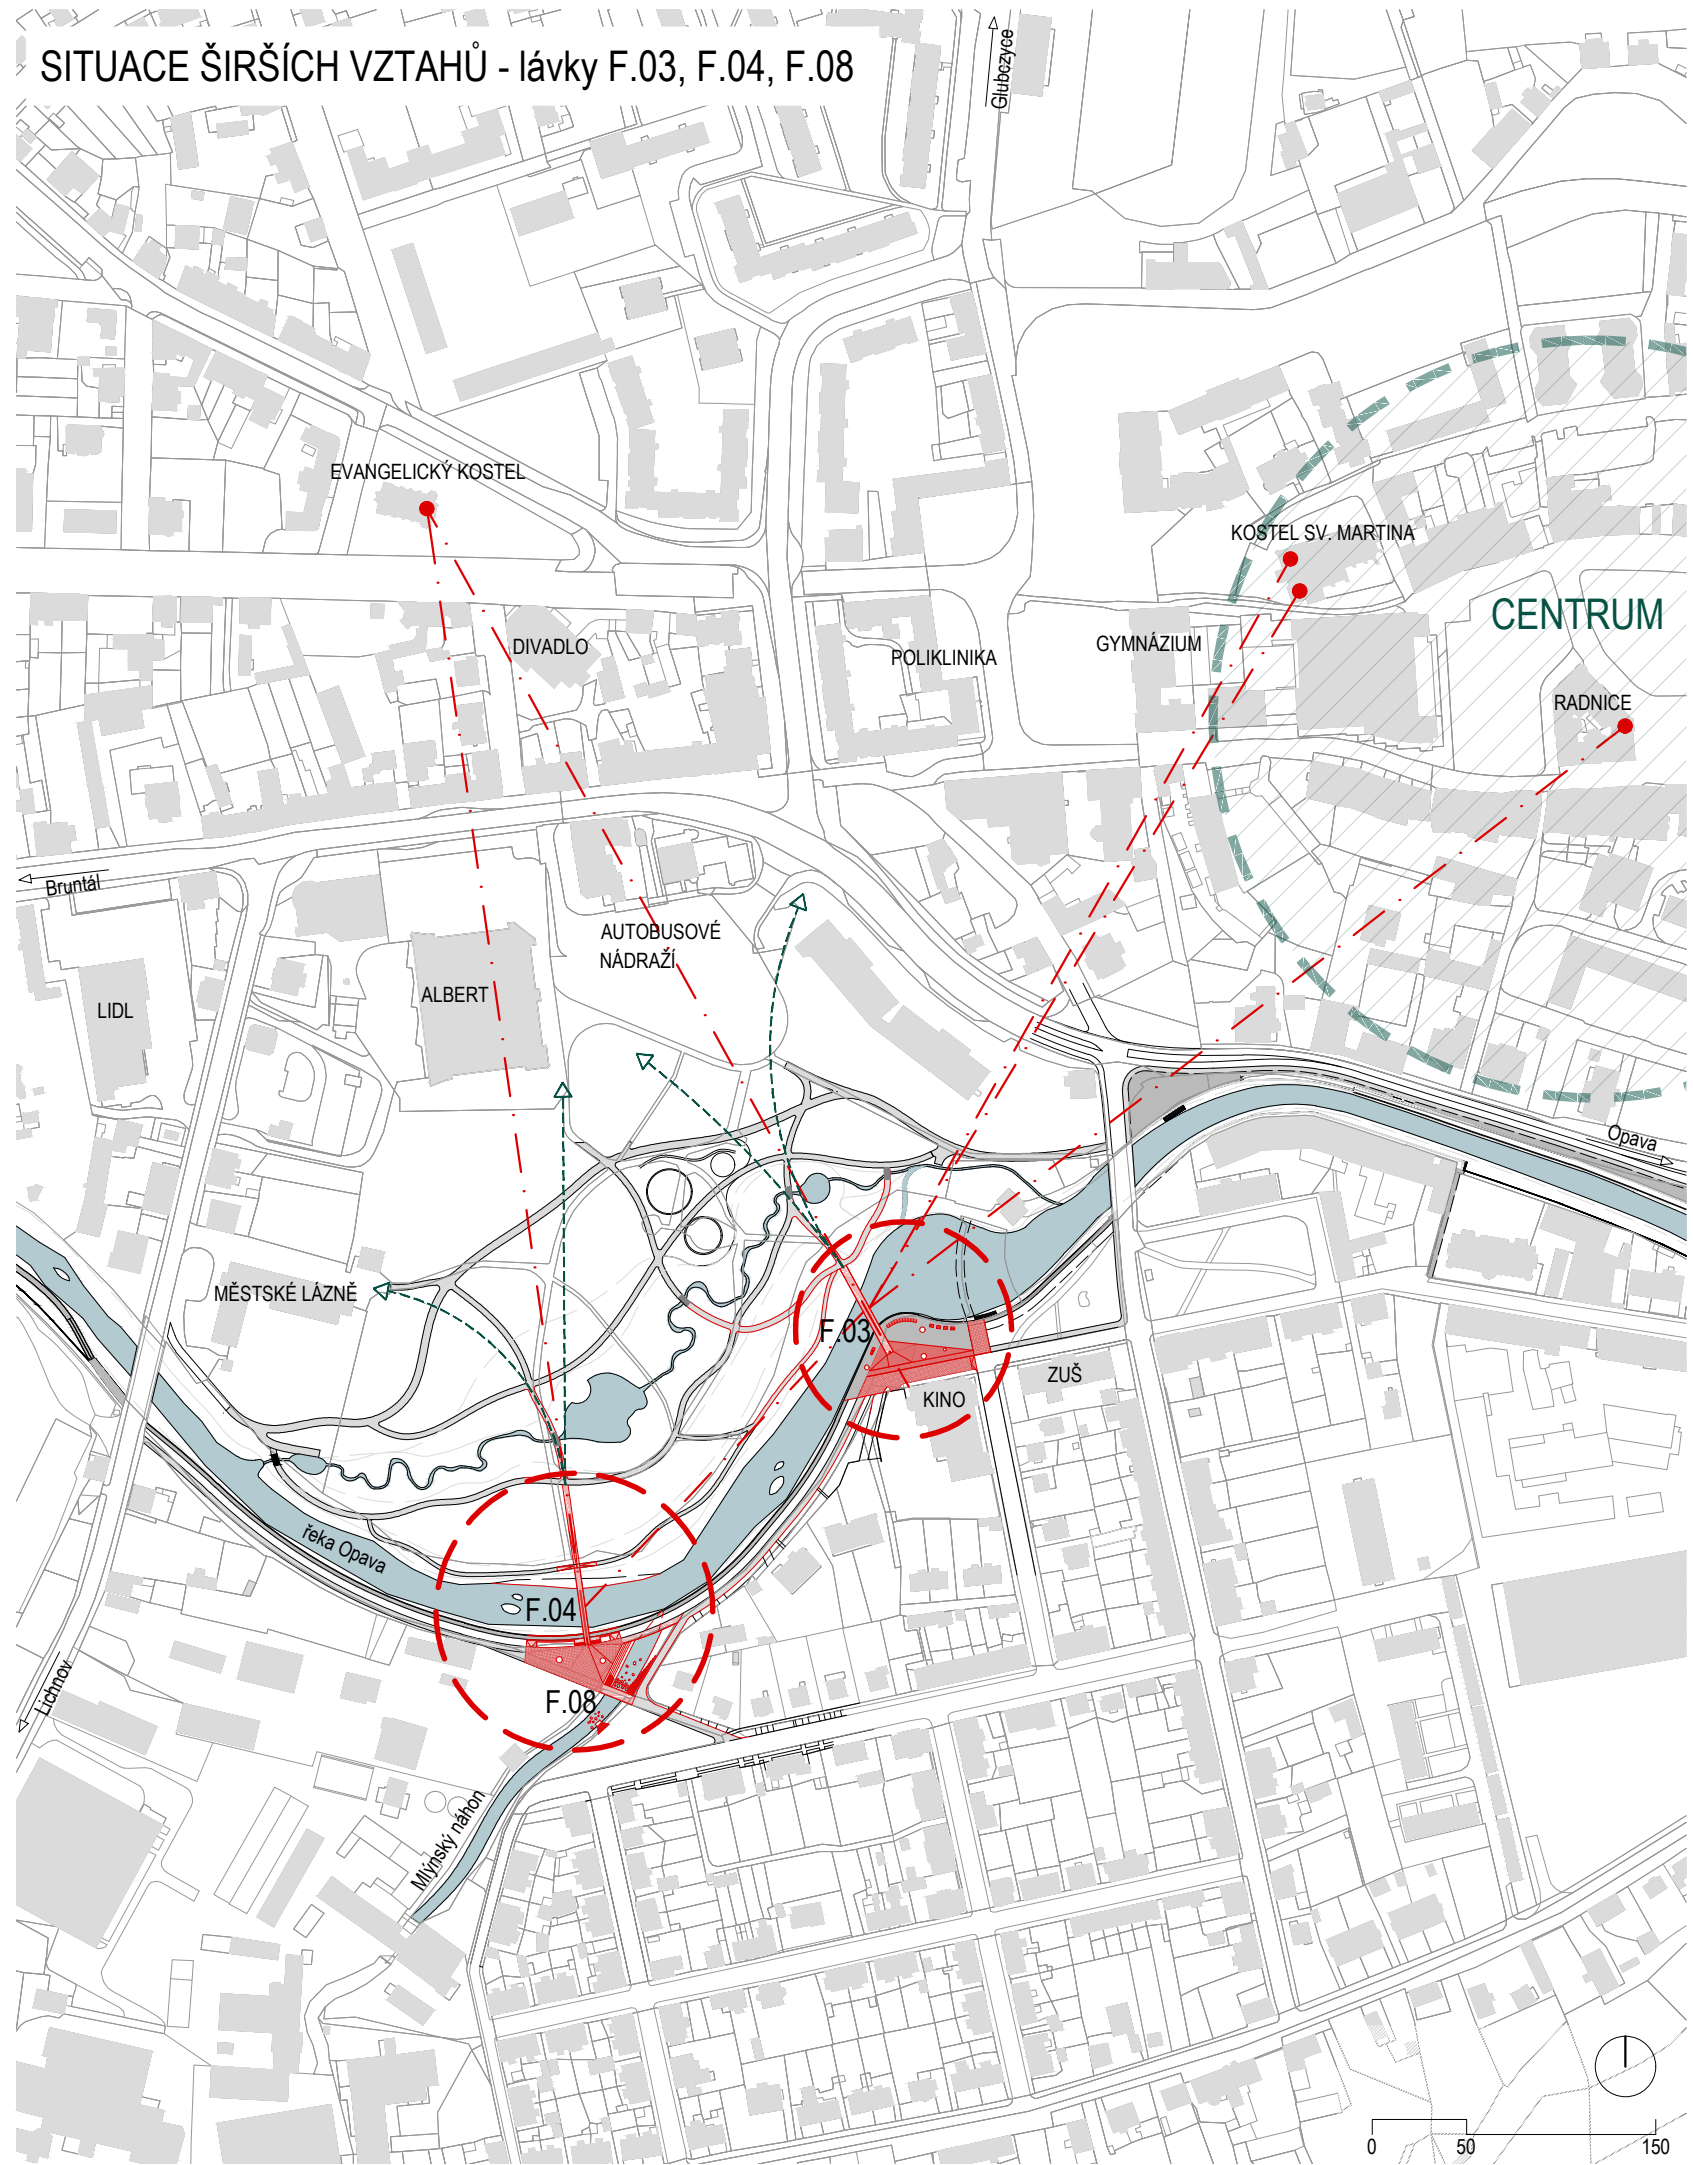 SITUACE ŠIRŠÍCH VZTAHŮ - lávky F.03, F.04, F.08
Glubczyce
EVANGELICKÝ KOSTEL
KOSTEL SV. MARTINA
CENTRUM
DIVADLO
POLIKLINIKA
GYMNÁZIUM
RADNICE
Bruntál
AUTOBUSOVÉ
NÁDRAŽÍ
ALBERT
LIDL
Opava
MĚSTSKÉ LÁZNĚ
F.03
ZUŠ
KINO
řeka Opava
F.04
Lichnov
F.08
Mlýnský náhon
0 50 150